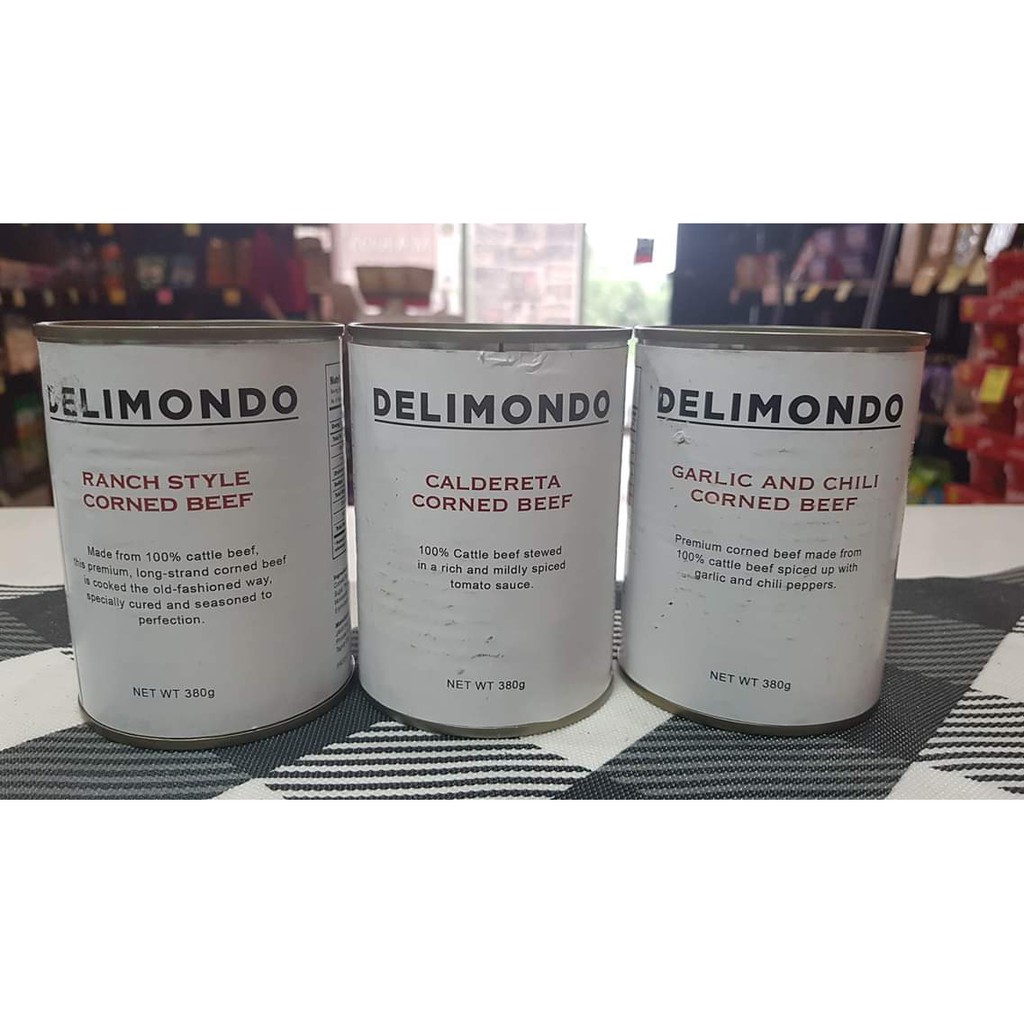 DELIMONDO
RANCH STYLE
CORNED BEEF
Made from 100% cattle beef,
this premium, long-strand corned beef
is cooked the old-fashioned way,
specially cured and seasoned to
perfection.
NET WT 380g
DELIMONDO
CALDERETA
CORNED BEEF
100% Cattle beef stewed
in a rich and mildly spiced
tomato sauce.
NET WT 380g
DELIMONDO
GARLIC AND CHILI
CORNED BEEF
Premium corned beef made from
100% cattle beef spiced up with
garlic and chili peppers.
NET WT 380g